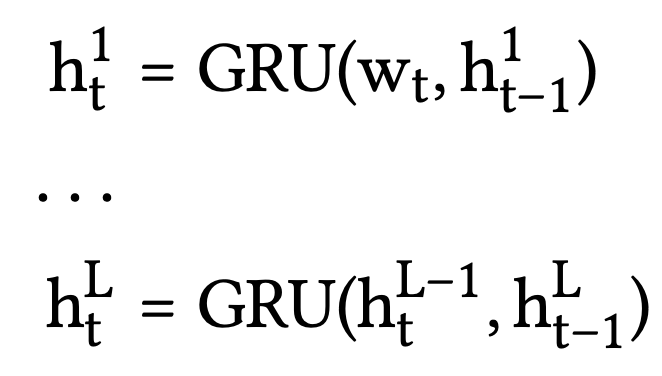 h_t^1 = GRU(w_t, h_{t−1}^1)
...
h_t^L = GRU(h_t^{L−1}, h_{t−1}^L)